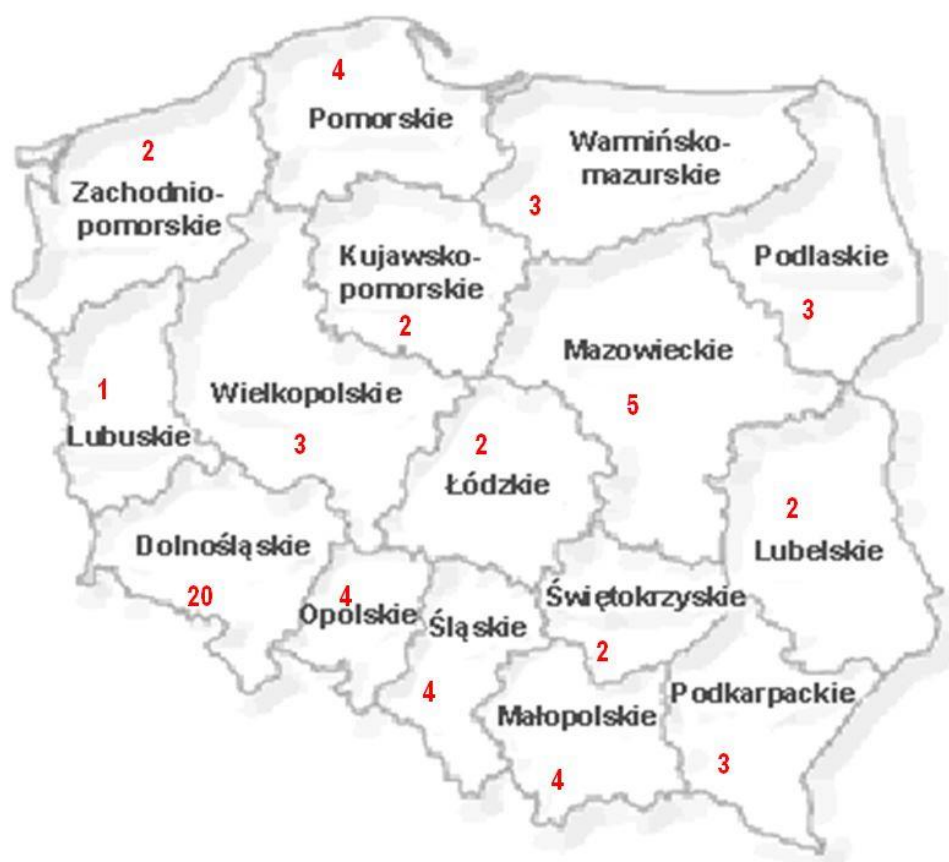 4
Pomorskie
2
Zachodnio-
pomorskie
Warmińsko-
mazurskie
3
Kujawsko-
pomorskie
2
Podlaskie
3
Mazowieckie
5
1
Lubuskie
Wielkopolskie
3
2
Łódzkie
2
Lubelskie
Dolnośląskie
20
4
Opolskie
Śląskie
4
Świętokrzyskie
2
Małopolskie
4
Podkarpackie
3